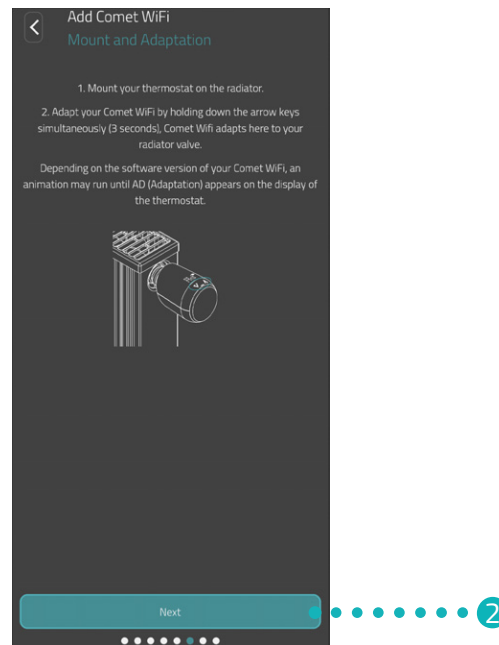 Add Comet WiFi
Mount and Adaptation
1. Mount your thermostat on the radiator.
2. Adapt your Comet WiFi by holding down the arrow keys
simultaneously (3 seconds), Comet Wifi adapts here to your
radiator valve.
Depending on the software version of your Comet WiFi, an
animation may run until AD (Adaptation) appears on the display of
the thermostat.
Next
2